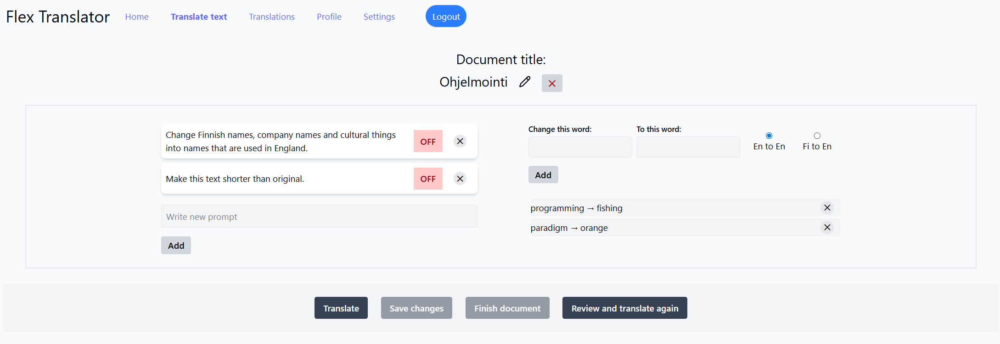 Flex Translator Home Translate text Translations Profile Settings Logout
Document title:
Ohjelmointi
Change Finnish names, company names and cultural things
into names that are used in England.
OFF
Make this text shorter than original.
OFF
Write new prompt
Add
Change this word: To this word:
En to En Fi to En
Add
programming → fishing
paradigm → orange
Translate Save changes Finish document Review and translate again